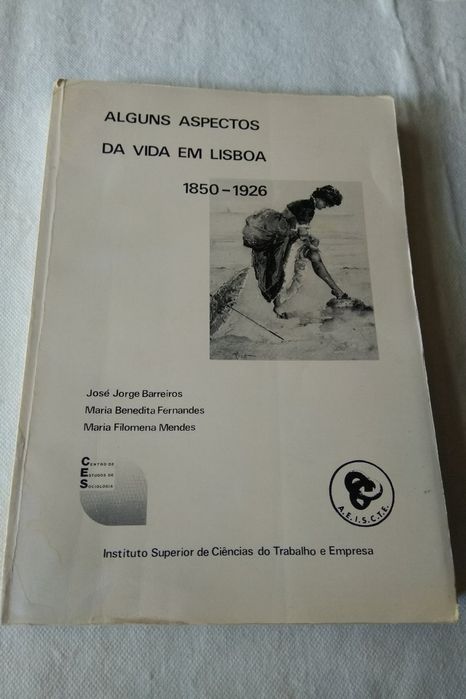 ALGUNS ASPECTOS
DA VIDA EM LISBOA
1850-1926
José Jorge Barreiros
Maria Benedita Fernandes
Maria Filomena Mendes
CENTRO DE
ESTUDOS DE
SOCIOLOGIA
A.E.I.S.C.T.E.
Instituto Superior de Ciências do Trabalho e Empresa